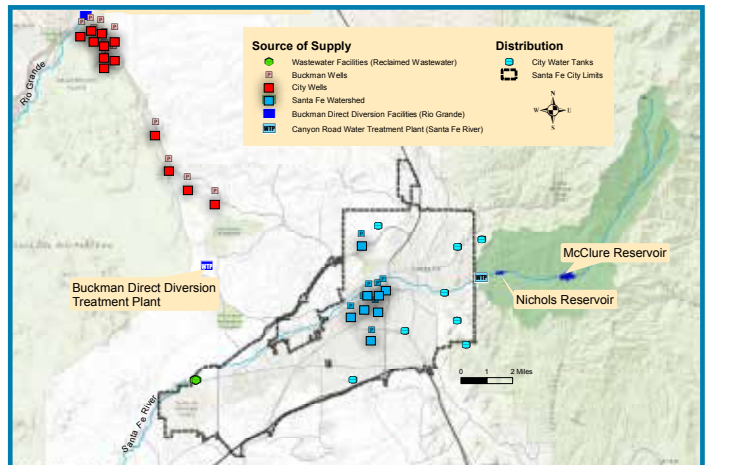 Source of Supply
Wastewater Facilities (Reclaimed Wastewater)
P Buckman Wells
City Wells
Santa Fe Watershed
Buckman Direct Diversion Facilities (Rio Grande)
WTP Canyon Road Water Treatment Plant (Santa Fe River)
Distribution
City Water Tanks
Santa Fe City Limits
N
W E
S
Rio Grande
McClure Reservoir
Nichols Reservoir
WTP
WTP
Buckman Direct Diversion
Treatment Plant
0 1 2 Miles
Santa Fe River